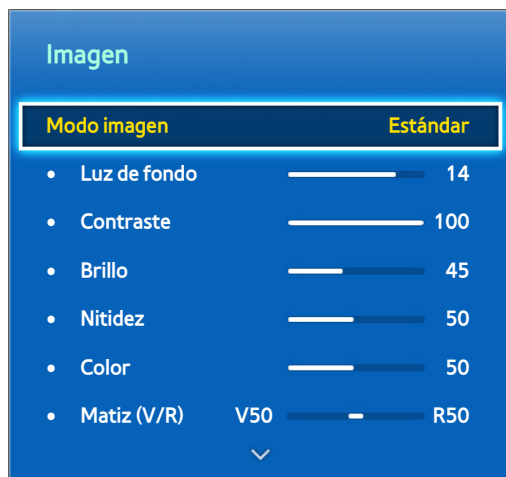 Imagen
Modo imagen Estándar
• Luz de fondo 14
• Contraste 100
• Brillo 45
• Nitidez 50
• Color 50
• Matiz (V/R) V50 R50